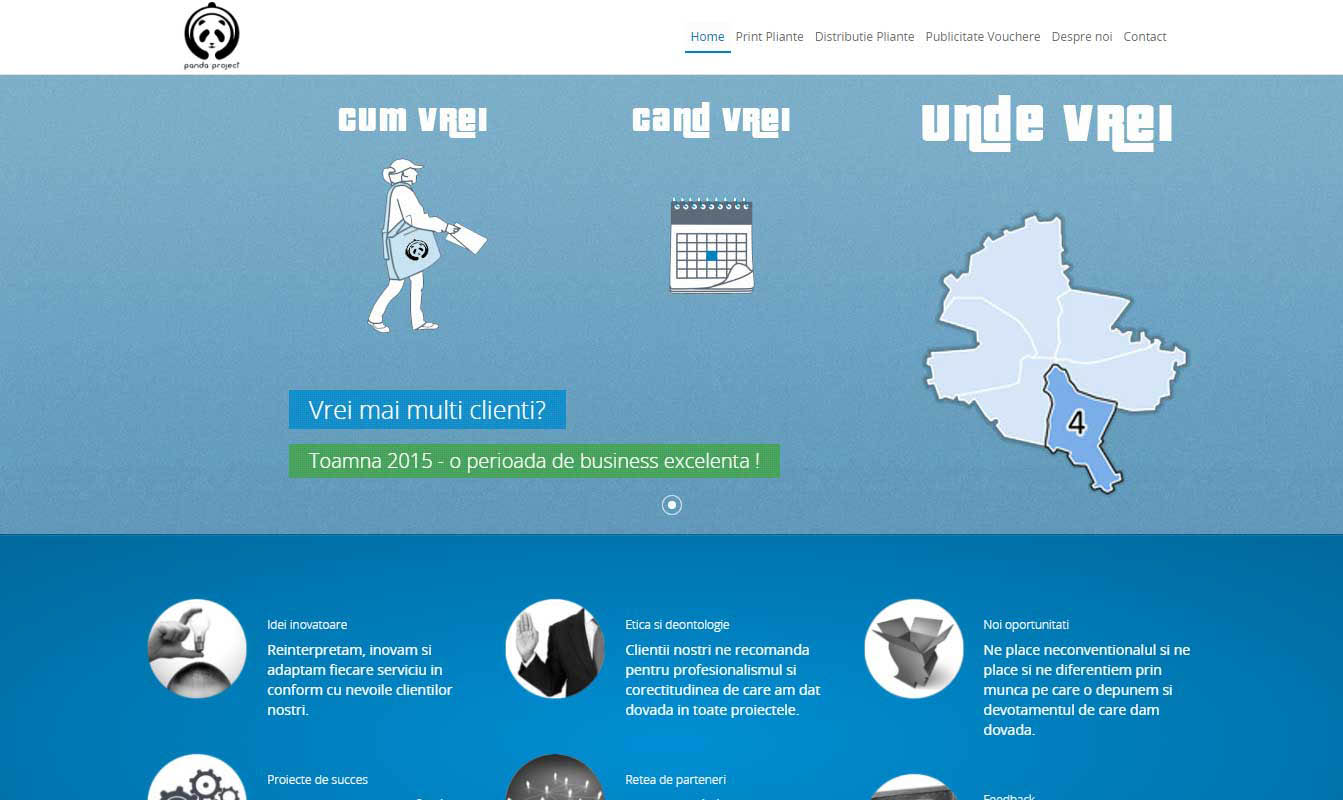 panda project
Home Print Pliante Distributie Pliante Publicitate Vouchere Despre noi Contact
cum vrei
cand vrei
unde vrei
4
Vrei mai multi clienti?
Toamna 2015 - o perioada de business excelenta !
Idei inovatoare
Reinterpretam, inovam si
adaptam fiecare serviciu in
conform cu nevoile clientilor
nostri.
Etica si deontologie
Clientii nostri ne recomanda
pentru profesionalismul si
corectitudinea de care am dat
dovada in toate proiectele.
Noi oportunitati
Ne place neconventionalul si ne
place si ne diferentiem prin
munca pe care o depunem si
devotamentul de care dam
dovada.
Proiecte de succes
Retea de parteneri
Feedback